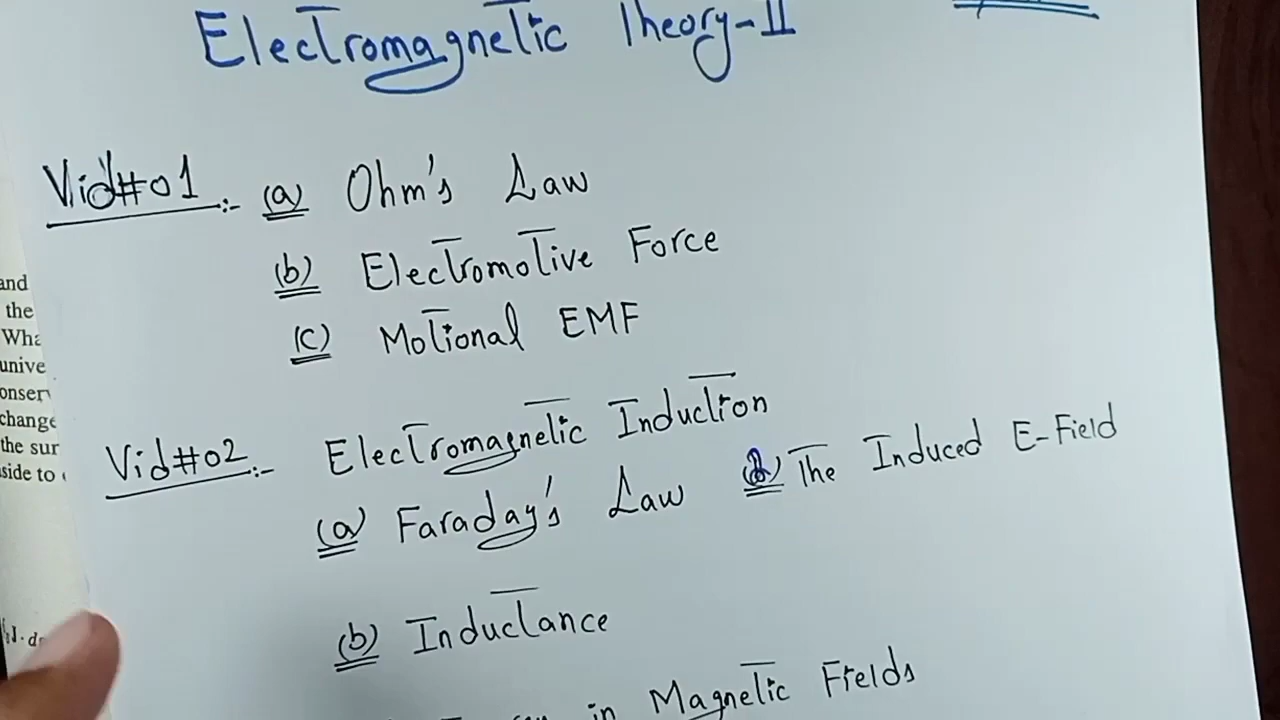 Electromagnetic Theory-II
Vid#01 :- (a) Ohm's Law
(b) Electromotive Force
(c) Motional EMF
Vid#02 :- Electromagnetic Induction
(a) Faraday's Law The Induced E-Field
(b) Inductance
in Magnetic Fields
and
the
unive
change
the sur
side to